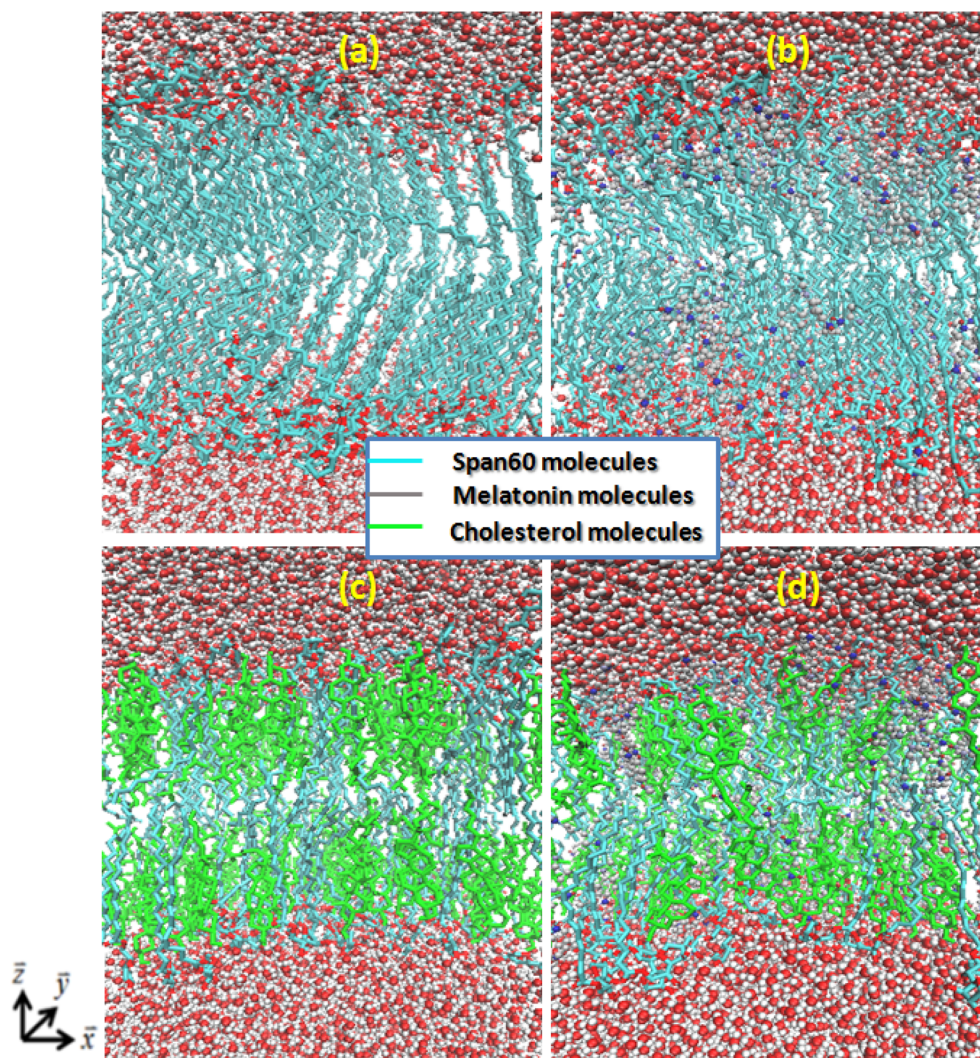 (a)
(b)
Span60 molecules
Melatonin molecules
Cholesterol molecules
(c)
(d)
z̄
ȳ
x̄